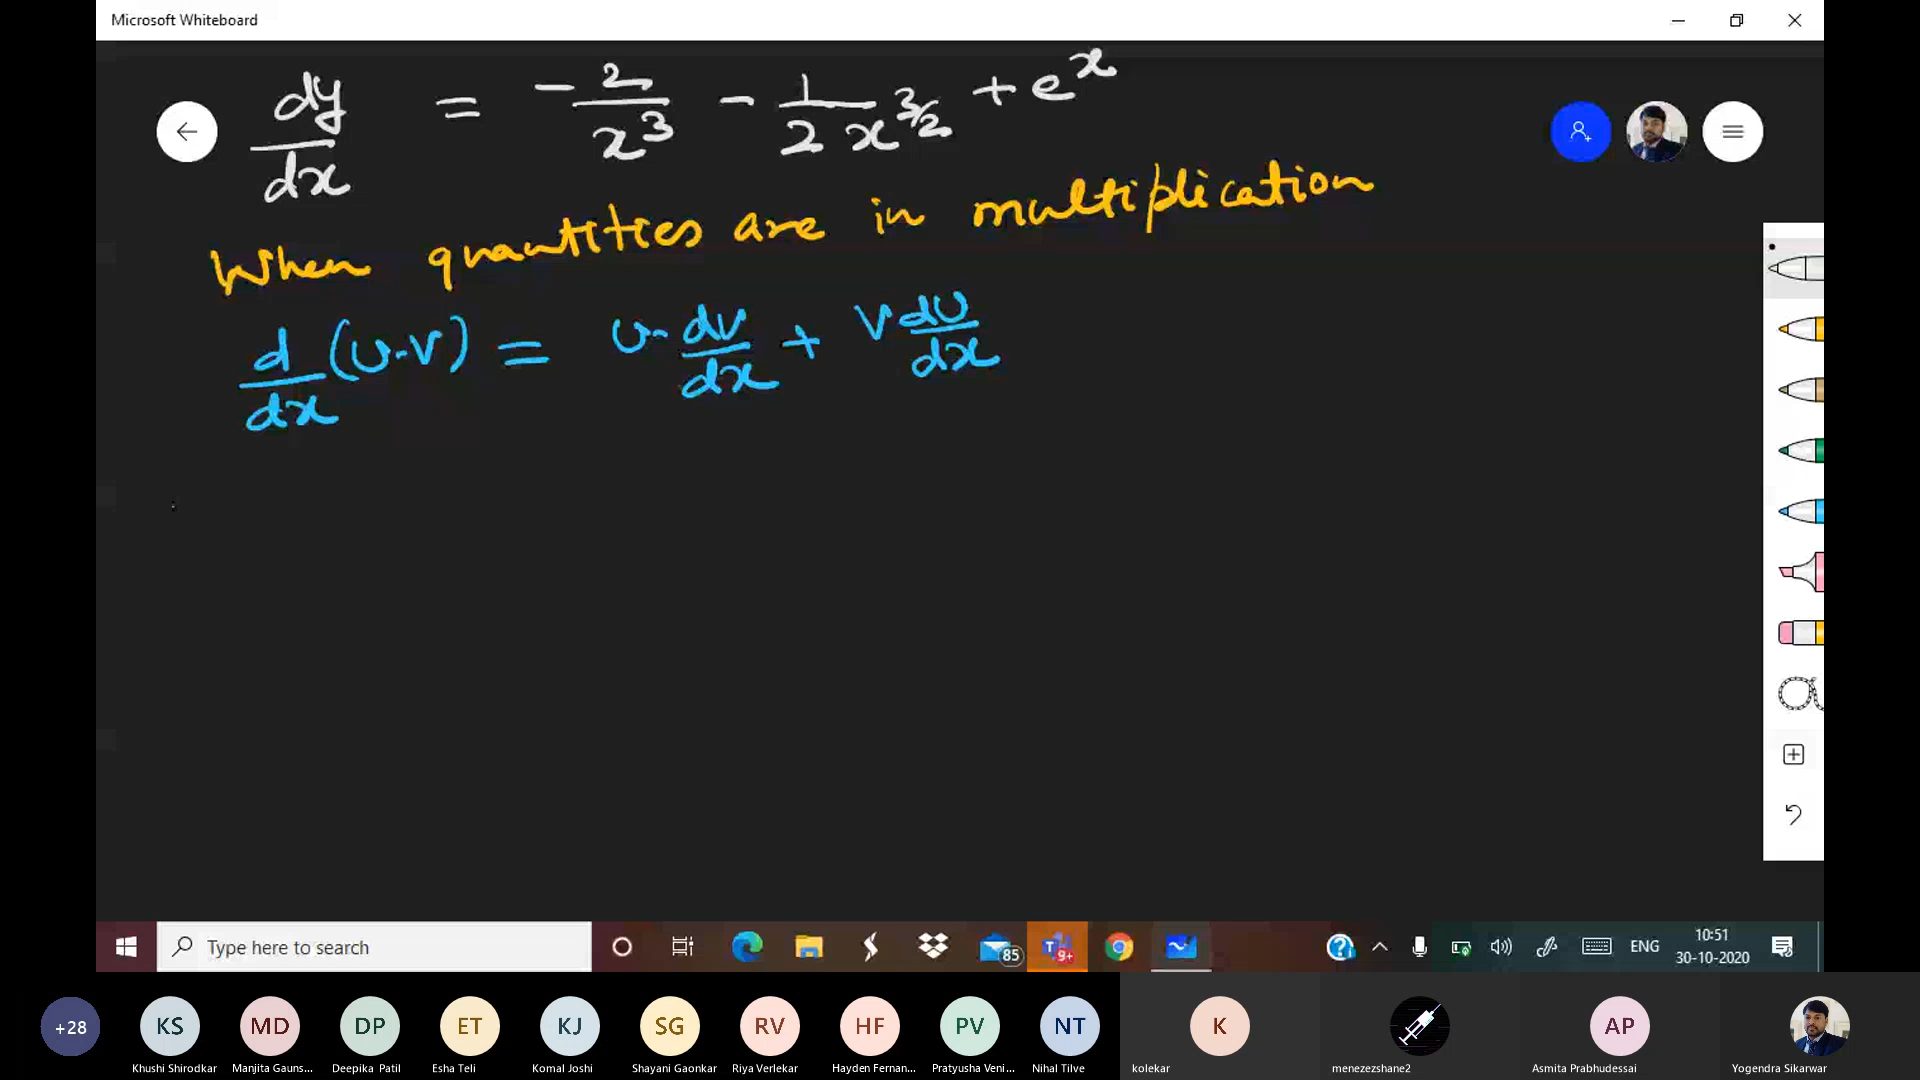 Microsoft Whiteboard
dy/dx = -2/x^3 - 1/2x^3/2 + e^x
When quantities are in multiplication
d/dx (U.V) = U. dV/dx + V dU/dx
Type here to search
85
9+
ENG
10:51
30-10-2020
+28
KS
MD
DP
ET
KJ
SG
RV
HF
PV
NT
K
AP
Khushi Shirodkar
Manjita Gauns...
Deepika Patil
Esha Teli
Komal Joshi
Shayani Gaonkar
Riya Verlekar
Hayden Fernan...
Pratyusha Veni...
Nihal Tilve
kolekar
menezezshane2
Asmita Prabhudessai
Yogendra Sikarwar